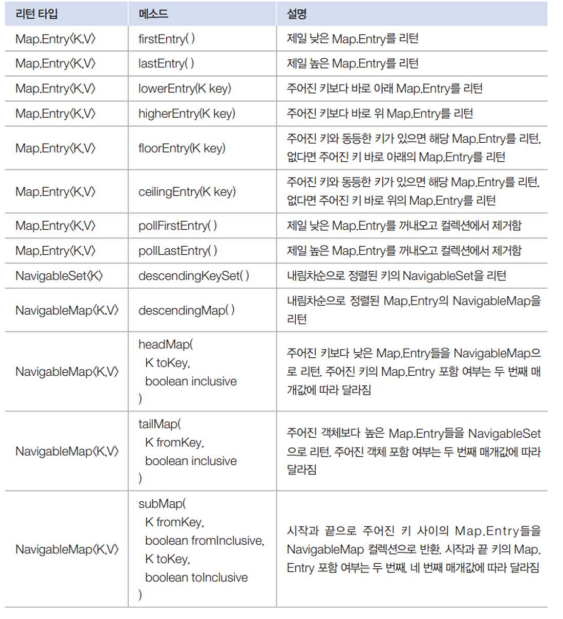 리턴 타입 메소드 설명
Map.Entry〈K,V〉 firstEntry( ) 제일 낮은 Map.Entry를 리턴
Map.Entry〈K,V〉 lastEntry( ) 제일 높은 Map.Entry를 리턴
Map.Entry〈K,V〉 lowerEntry(K key) 주어진 키보다 바로 아래 Map.Entry를 리턴
Map.Entry〈K,V〉 higherEntry(K key) 주어진 키보다 바로 위 Map.Entry를 리턴
Map.Entry〈K,V〉 floorEntry(K key) 주어진 키와 동등한 키가 있으면 해당 Map.Entry를 리턴,
없다면 주어진 키 바로 아래의 Map.Entry를 리턴
Map.Entry〈K,V〉 ceilingEntry(K key) 주어진 키와 동등한 키가 있으면 해당 Map.Entry를 리턴,
없다면 주어진 키 바로 위의 Map.Entry를 리턴
Map.Entry〈K,V〉 pollFirstEntry( ) 제일 낮은 Map.Entry를 꺼내오고 컬렉션에서 제거함
Map.Entry〈K,V〉 pollLastEntry( ) 제일 높은 Map.Entry를 꺼내오고 컬렉션에서 제거함
NavigableSet〈K〉 descendingKeySet( ) 내림차순으로 정렬된 키의 NavigableSet을 리턴
NavigableMap〈K,V〉 descendingMap( ) 내림차순으로 정렬된 Map.Entry의 NavigableMap을
리턴
NavigableMap〈K,V〉
headMap(
K toKey,
boolean inclusive
)
주어진 키보다 낮은 Map.Entry들을 NavigableMap으
로 리턴. 주어진 키의 Map.Entry 포함 여부는 두 번째 매
개값에 따라 달라짐
NavigableMap〈K,V〉
tailMap(
K fromKey,
boolean inclusive
)
주어진 객체보다 높은 Map.Entry들을 NavigableSet
으로 리턴. 주어진 객체 포함 여부는 두 번째 매개값에 따라
달라짐
NavigableMap〈K,V〉
subMap(
K fromKey,
boolean fromInclusive,
K toKey,
boolean toInclusive
)
시작과 끝으로 주어진 키 사이의 Map.Entry들을
NavigableMap 컬렉션으로 반환. 시작과 끝 키의 Map.
Entry 포함 여부는 두 번째, 네 번째 매개값에 따라 달라짐